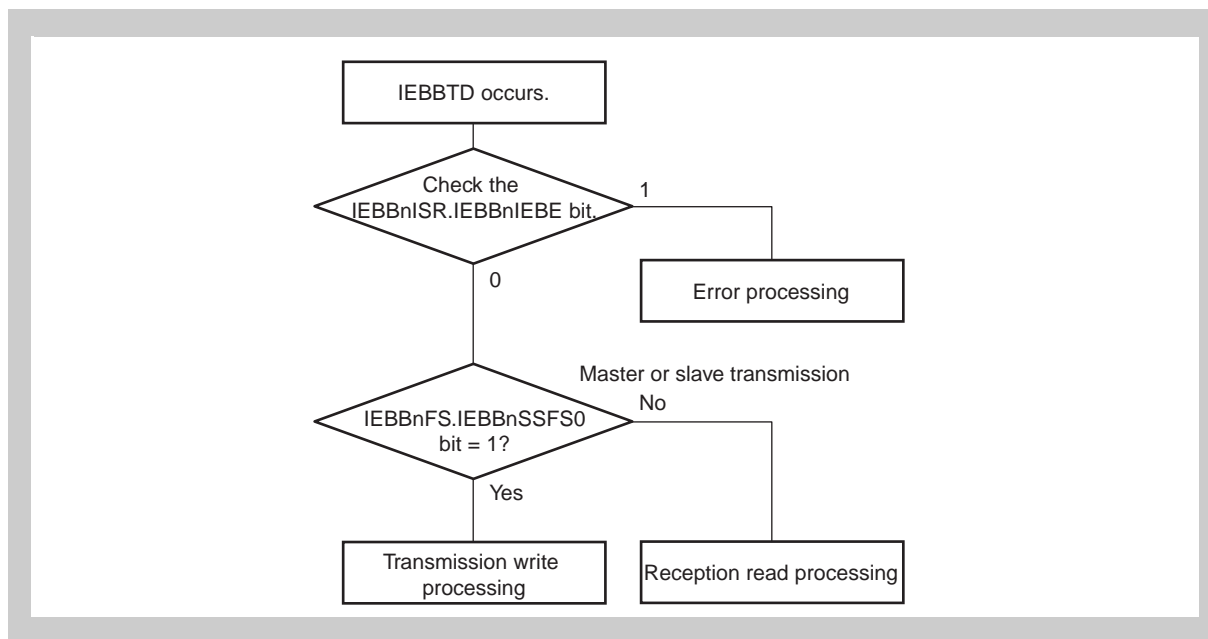 IEBBTD occurs.
Check the
IEBBnISR.IEBBnIEBE bit.
1
0
Error processing
Master or slave transmission
No
IEBBnFS.IEBBnSSFS0
bit = 1?
Yes
Transmission write
processing
Reception read processing